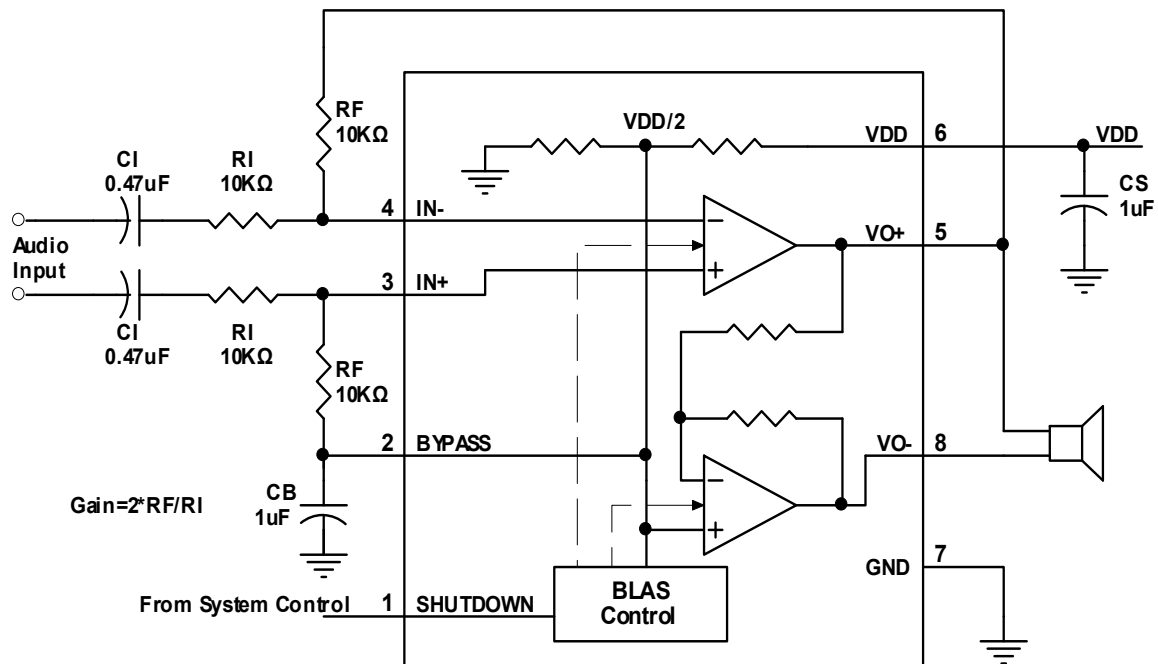 RF
10KΩ
VDD/2
VDD
6
VDD
CI
0.47uF
RI
10KΩ
CS
1uF
4
IN-
−
VO+
5
Audio
Input
3
IN+
+
CI
0.47uF
RI
10KΩ
RF
10KΩ
2
BYPASS
VO-
8
−
Gain=2*RF/RI
CB
1uF
+
7
GND
BLAS
Control
From System Control
1
SHUTDOWN